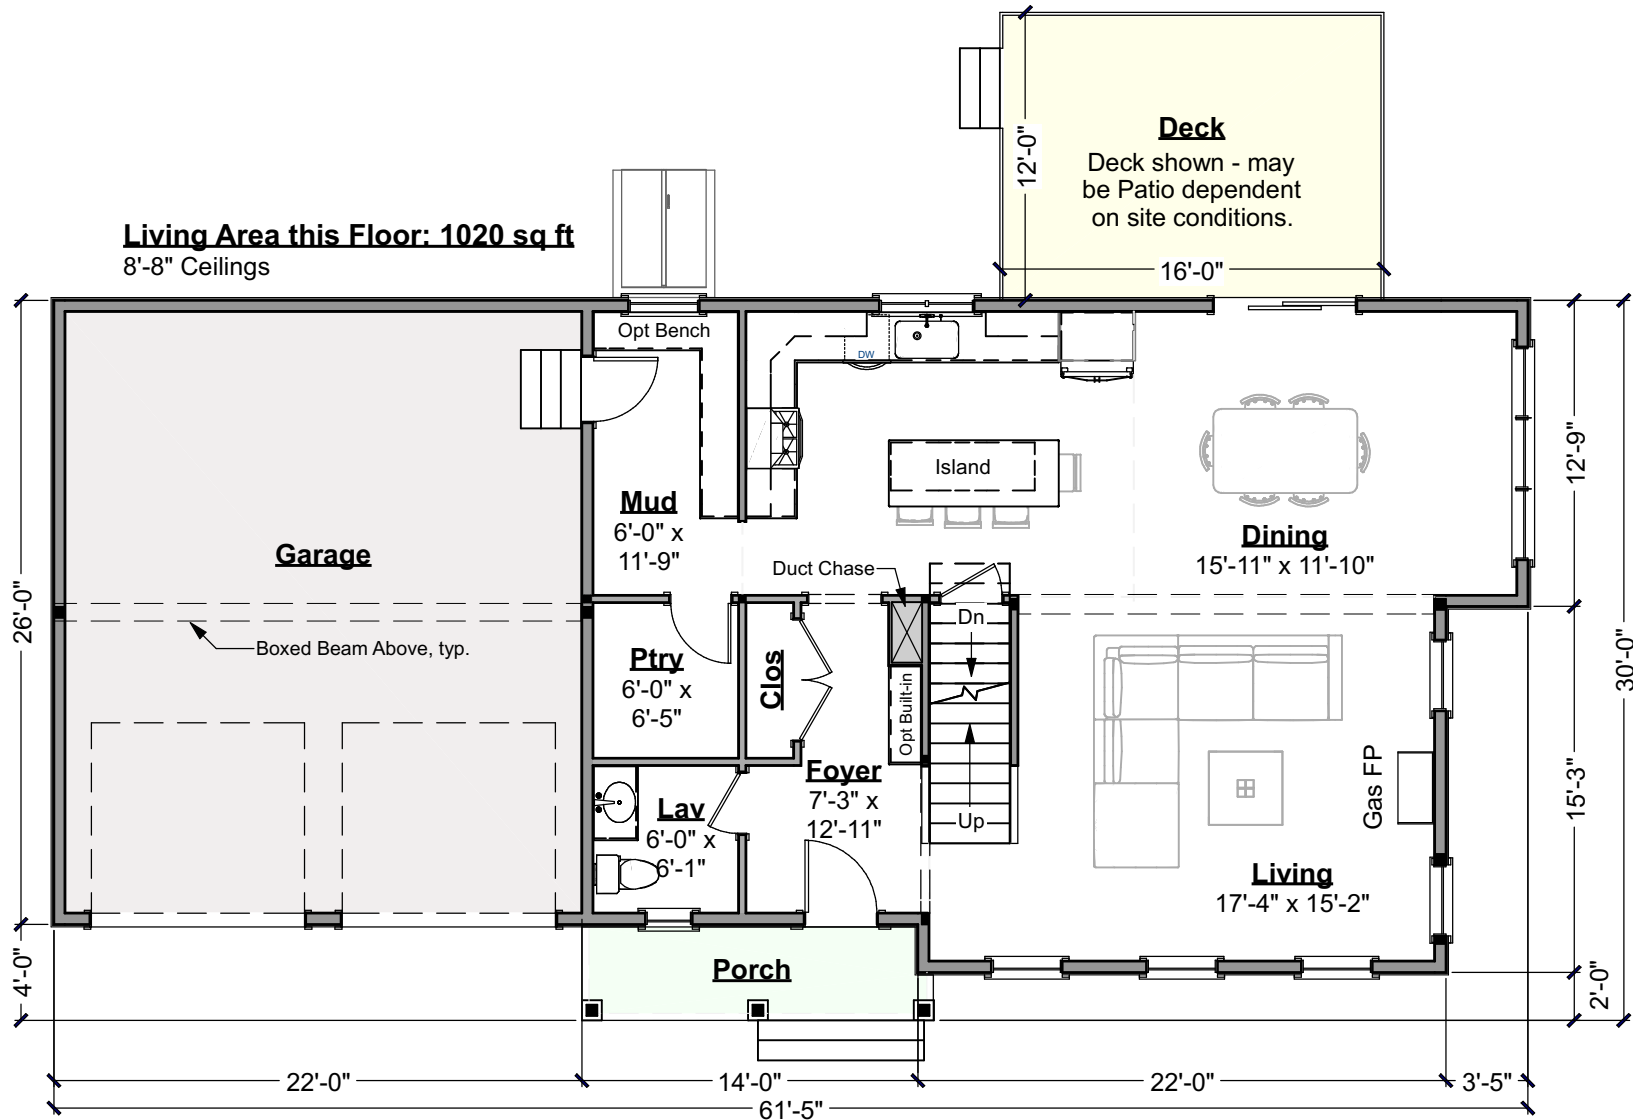 Deck
Deck shown - may
be Patio dependent
on site conditions.
12'-0"
16'-0"
Living Area this Floor: 1020 sq ft
8'-8" Ceilings
Opt Bench
DW
Island
Mud
6'-0" x
11'-9"
Garage
Dining
15'-11" x 11'-10"
12'-9"
Duct Chase
Dn
26'-0"
30'-0"
Boxed Beam Above, typ.
Ptry
6'-0" x
6'-5"
Clos
Opt Built-in
Foyer
7'-3" x
12'-11"
Up
Gas FP
15'-3"
Lav
6'-0" x
6'-1"
Living
17'-4" x 15'-2"
Porch
4'-0"
2'-0"
22'-0"
14'-0"
22'-0"
3'-5"
61'-5"